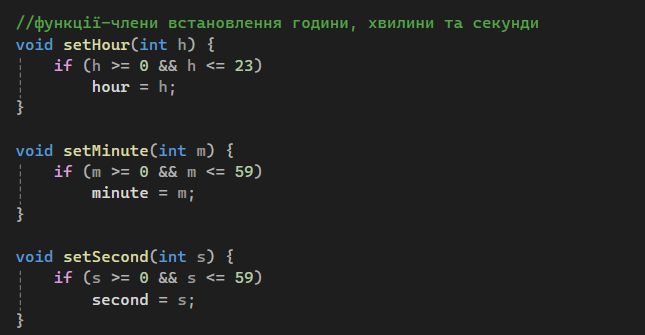 //функції-члени встановлення години, хвилини та секунди
void setHour(int h) {
    if (h >= 0 && h <= 23)
        hour = h;
}

void setMinute(int m) {
    if (m >= 0 && m <= 59)
        minute = m;
}

void setSecond(int s) {
    if (s >= 0 && s <= 59)
        second = s;
}